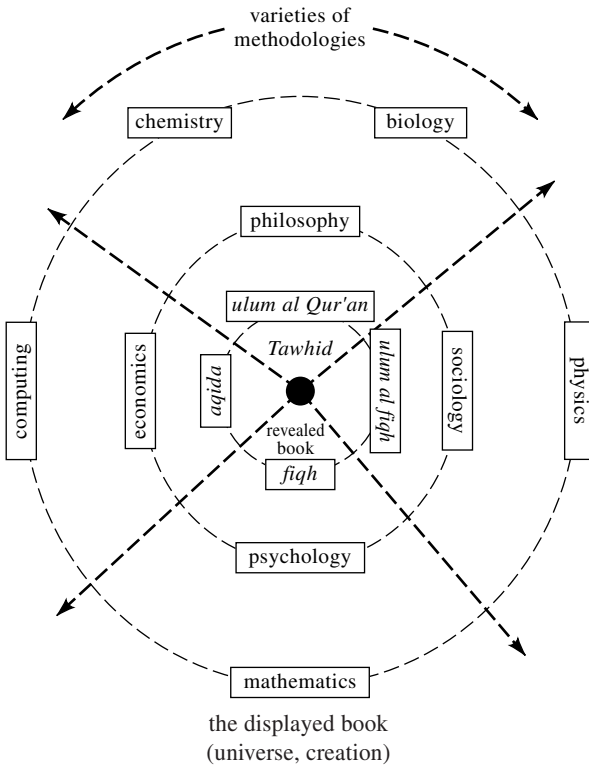 varieties of
methodologies
chemistry
biology
philosophy
ulum al Qur'an
Tawhid
computing
economics
aqida
ulum al fiqh
sociology
physics
revealed
book
fiqh
psychology
mathematics
the displayed book
(universe, creation)